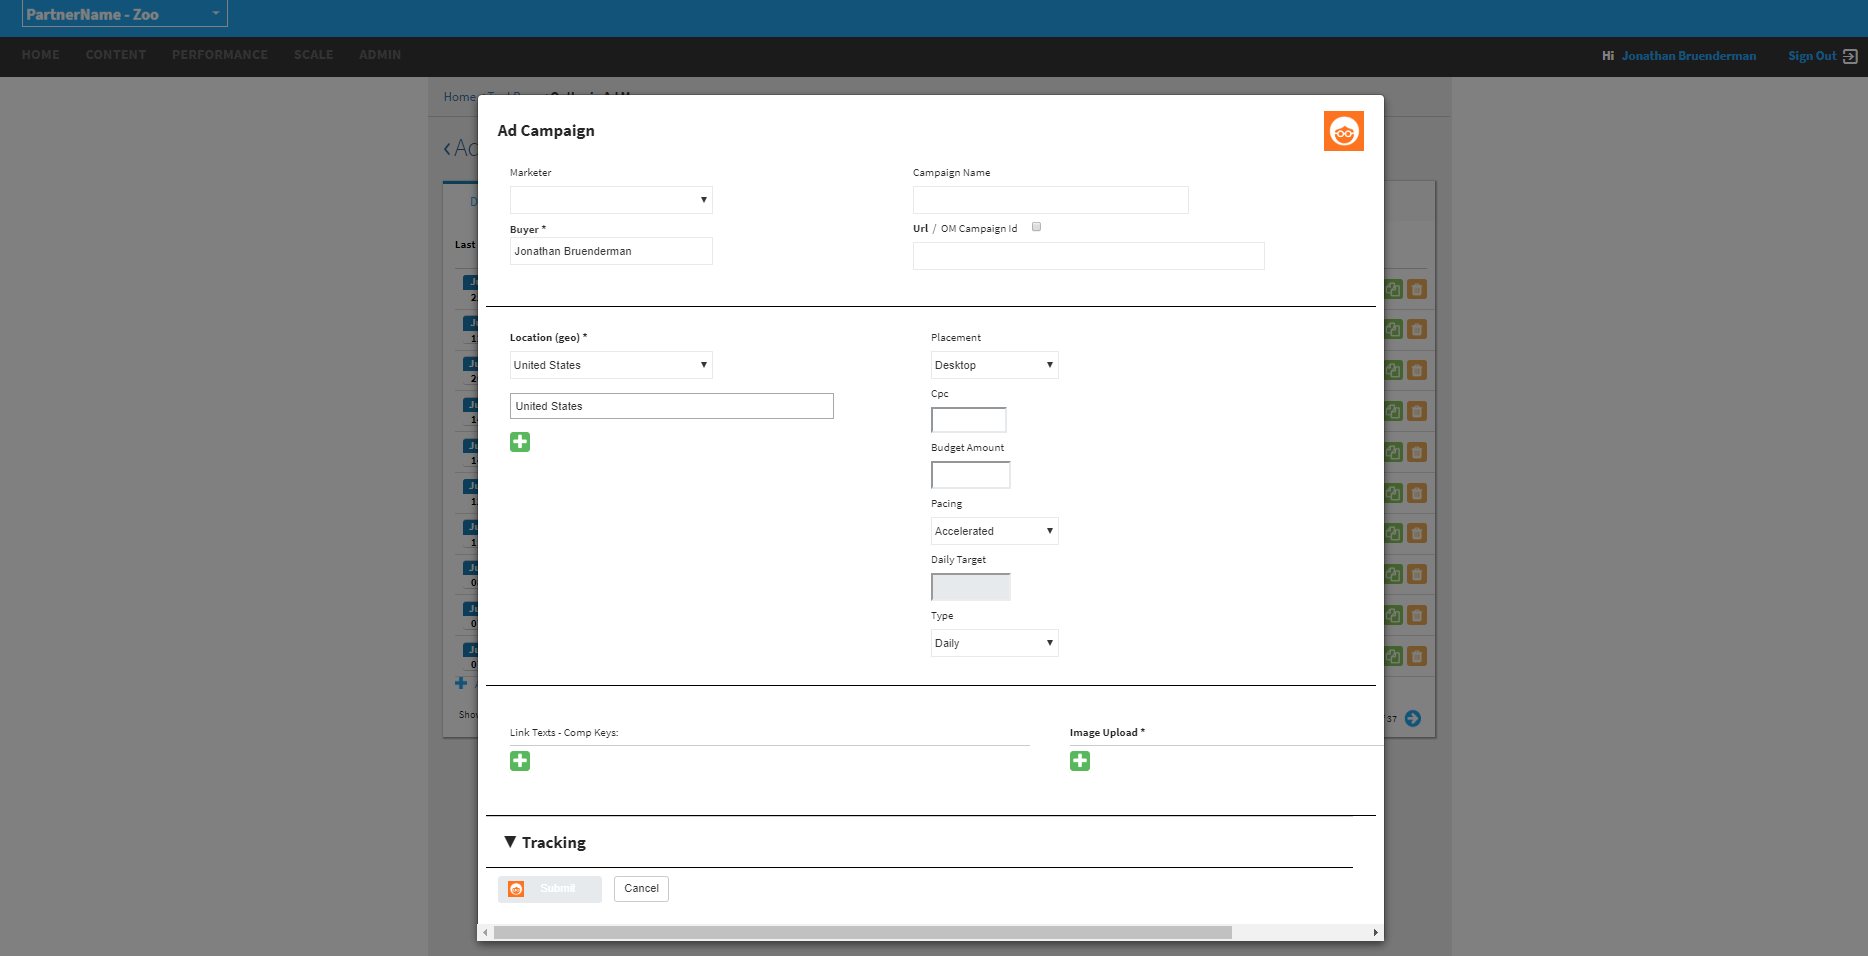 PartnerName - Zoo
HOME CONTENT PERFORMANCE SCALE ADMIN
Hi Jonathan Bruenderman Sign Out
Home
Ad Campaign
Marketer
Campaign Name
Buyer *
Jonathan Bruenderman
Url / OM Campaign Id
Last
Location (geo) *
United States
United States
Placement
Desktop
Cpc
Budget Amount
Pacing
Accelerated
Daily Target
Type
Daily
Link Texts - Comp Keys:
Image Upload *
37
Tracking
Submit
Cancel